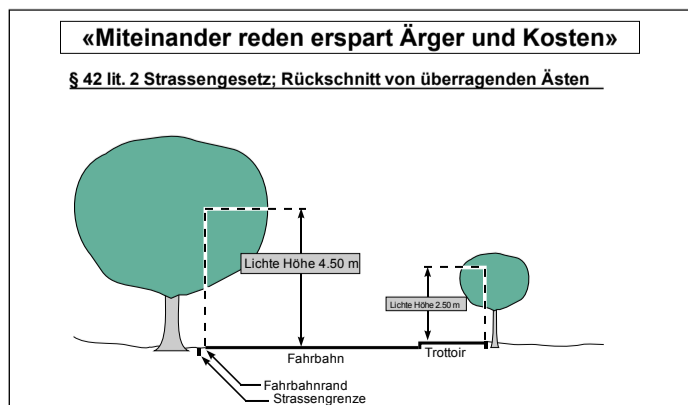 «Miteinander reden erspart Ärger und Kosten»
§ 42 lit. 2 Strassengesetz; Rückschnitt von überragenden Ästen
Lichte Höhe 4.50 m
Lichte Höhe 2.50 m
Fahrbahn
Trottoir
Fahrbahnrand
Strassengrenze